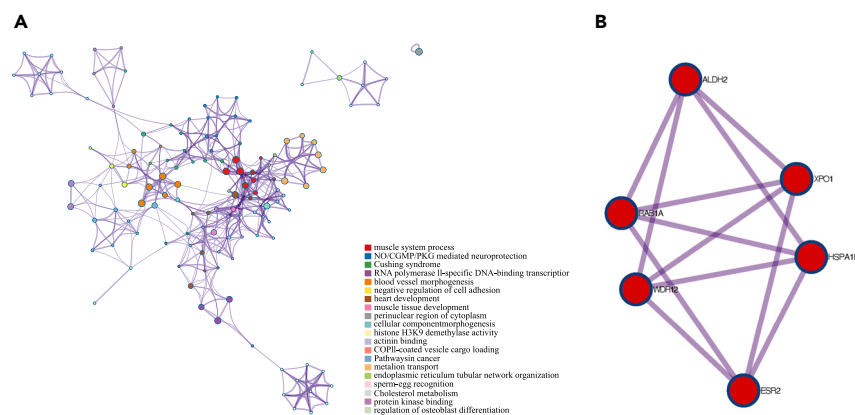 A
B
muscle system process
NO/CGMP/PKG mediated neuroprotection
Cushing syndrome
RNA polymerase II-specific DNA-binding transcription
blood vessel morphogenesis
negative regulation of cell adhesion
heart development
muscle tissue development
perinuclear region of cytoplasm
cellular componentmorphogenesis
histone H3K9 demethylase activity
actinin binding
COPII-coated vesicle cargo loading
Pathwaysin cancer
metalion transport
endoplasmic reticulum tubular network organization
sperm-egg recognition
Cholesterol metabolism
protein kinase binding
regulation of osteoblast differentiation
ALDH2
XPO1
RAB1A
HSPA1
WDR12
ESR2